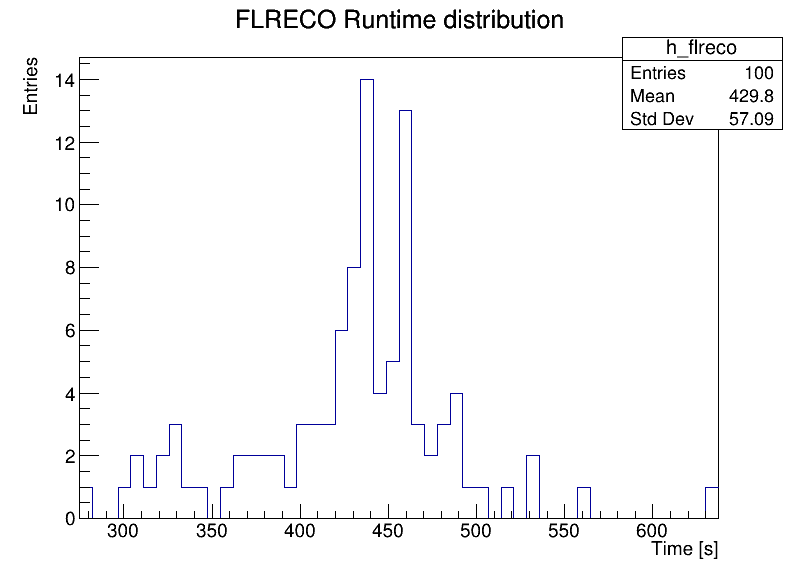 FLRECO Runtime distribution
h_flreco
Entries 100
Mean 429.8
Std Dev 57.09
Entries
14
12
10
8
6
4
2
0
300 350 400 450 500 550 600
Time [s]